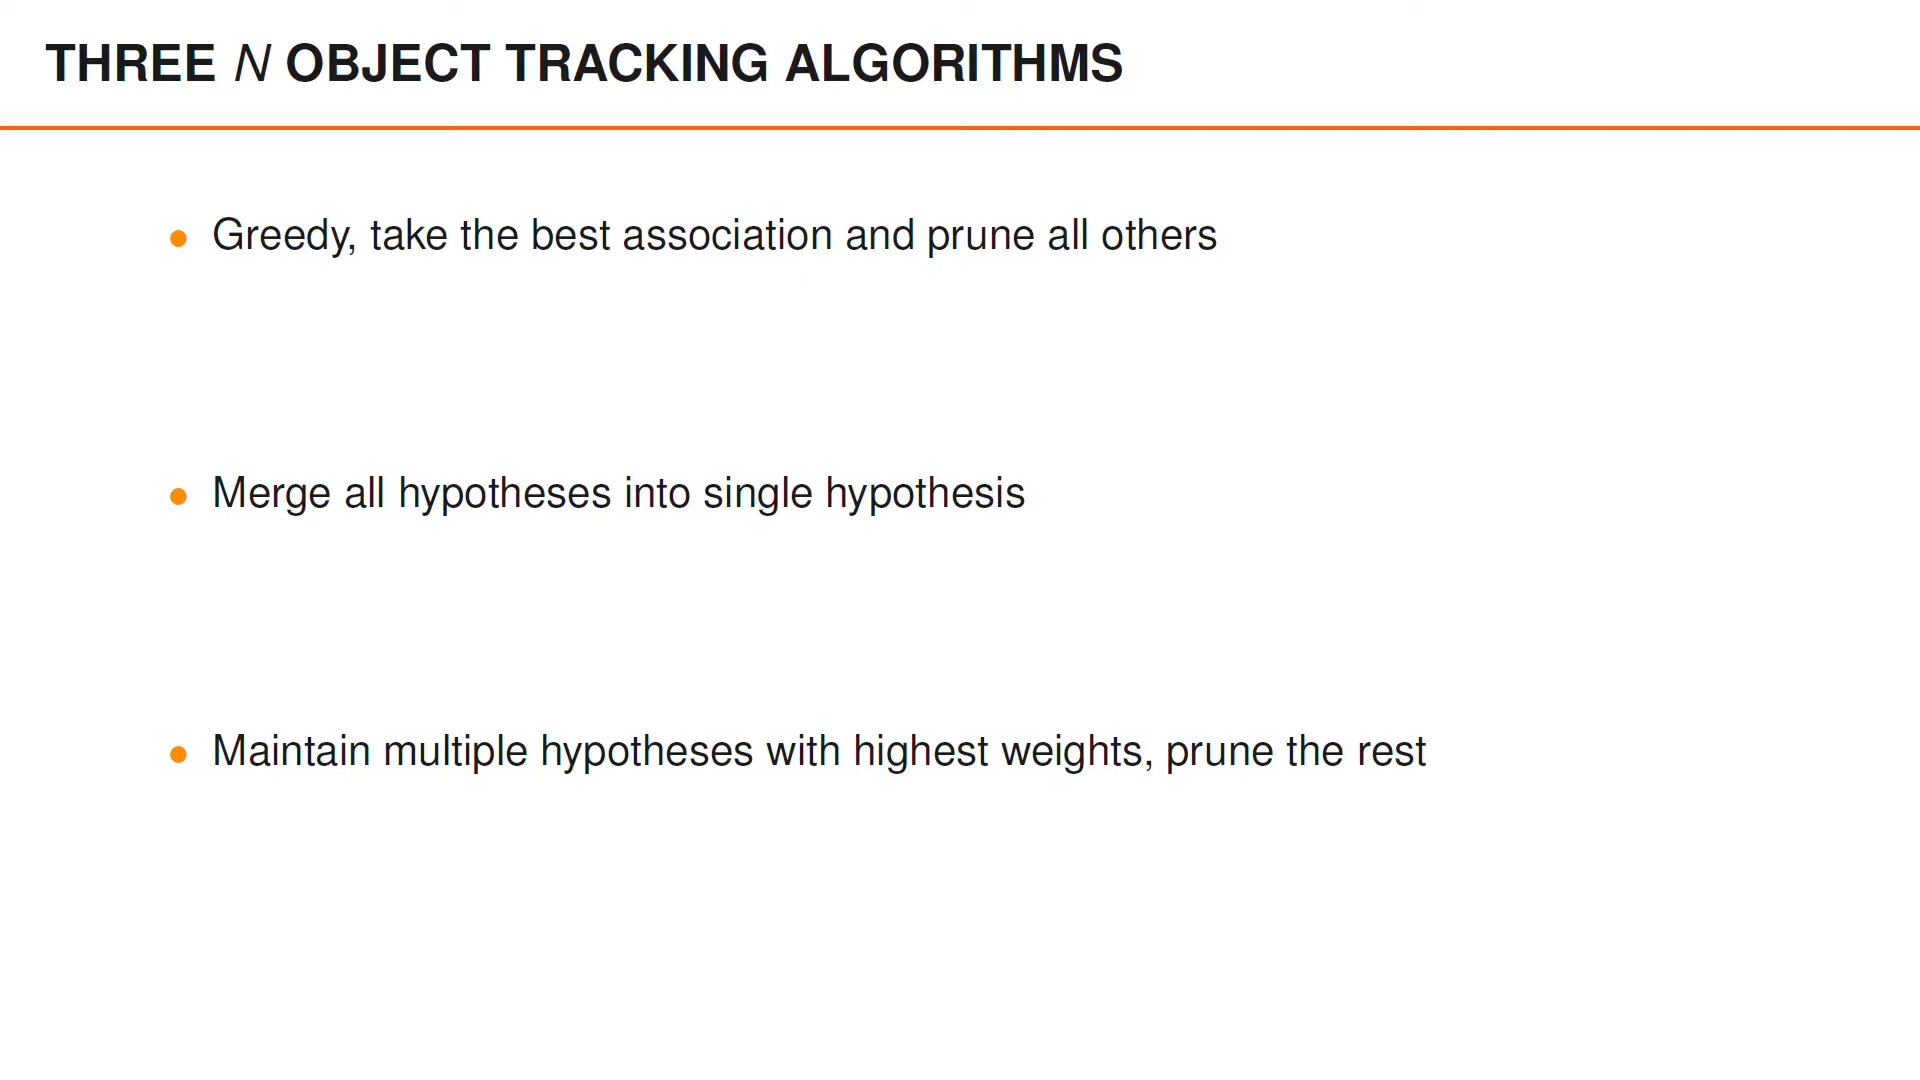 THREE N OBJECT TRACKING ALGORITHMS
• Greedy, take the best association and prune all others
• Merge all hypotheses into single hypothesis
• Maintain multiple hypotheses with highest weights, prune the rest